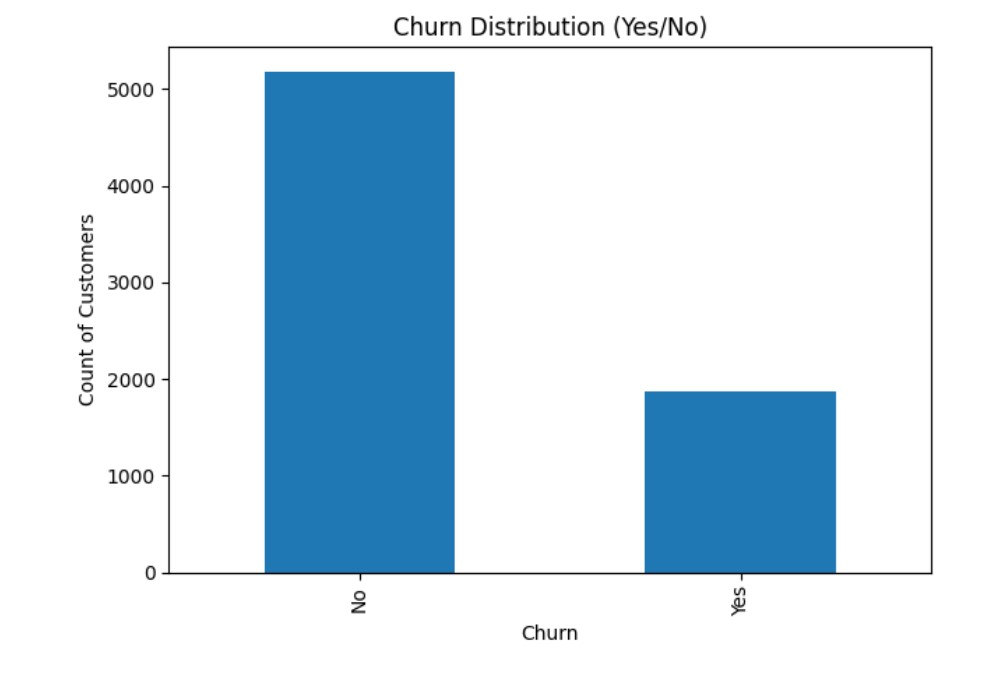 Churn Distribution (Yes/No)
5000
4000
3000
2000
1000
0
Count of Customers
No
Yes
Churn